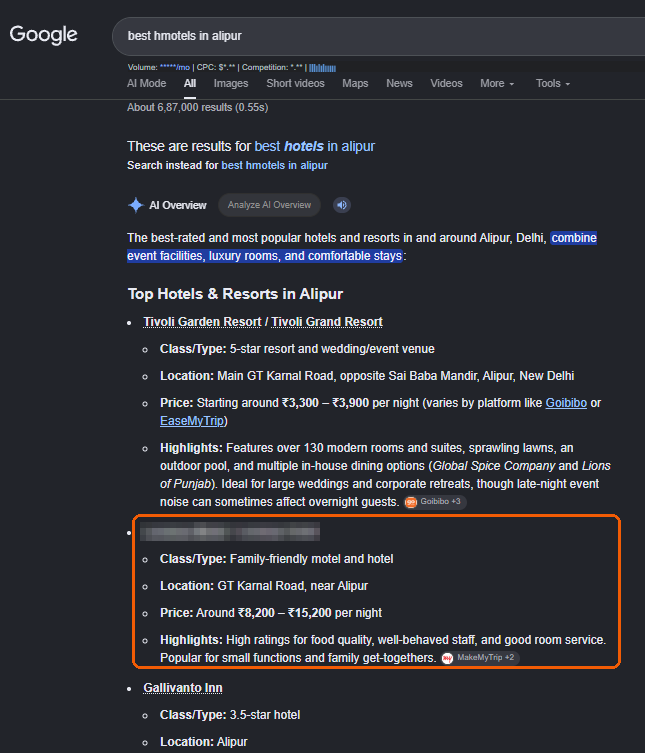 Google
best hmotels in alipur
Volume: *****/mo | CPC: $*.** | Competition: *.** |
AI Mode All Images Short videos Maps News Videos More Tools
About 6,87,000 results (0.55s)
These are results for best hotels in alipur
Search instead for best hmotels in alipur
AI Overview Analyze AI Overview
The best-rated and most popular hotels and resorts in and around Alipur, Delhi, combine
event facilities, luxury rooms, and comfortable stays:
Top Hotels & Resorts in Alipur
• Tivoli Garden Resort / Tivoli Grand Resort
Class/Type: 5-star resort and wedding/event venue
Location: Main GT Karnal Road, opposite Sai Baba Mandir, Alipur, New Delhi
Price: Starting around ₹3,300 – ₹3,900 per night (varies by platform like Goibibo or
EaseMyTrip)
Highlights: Features over 130 modern rooms and suites, sprawling lawns, an
outdoor pool, and multiple in-house dining options (Global Spice Company and Lions
of Punjab). Ideal for large weddings and corporate retreats, though late-night event
noise can sometimes affect overnight guests. Goibibo +3
Class/Type: Family-friendly motel and hotel
Location: GT Karnal Road, near Alipur
Price: Around ₹8,200 – ₹15,200 per night
Highlights: High ratings for food quality, well-behaved staff, and good room service.
Popular for small functions and family get-togethers. MakeMyTrip +2
• Gallivanto Inn
Class/Type: 3.5-star hotel
Location: Alipur